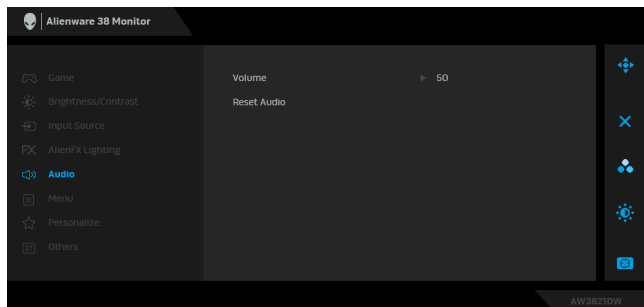 Alienware 38 Monitor
Game
Brightness/Contrast
Input Source
FX AlienFX Lighting
Audio
Menu
Personalize
Others
Volume 50
Reset Audio
AW3821DW